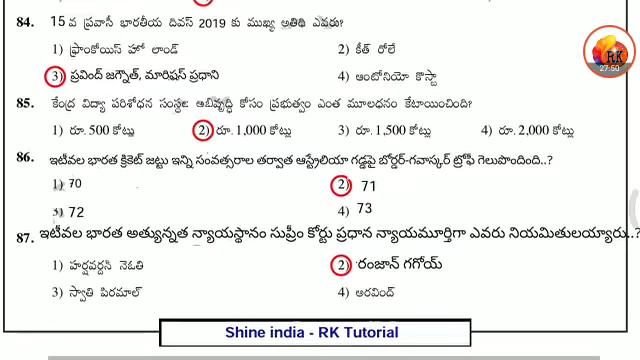 84. 15 వ ప్రవాసీ భారతీయ దివస్ 2019 కు ముఖ్య అతిథి ఎవ్వరు?
1) ఫ్రాంకోయిస్ హో లాండ్ 2) కీత్ రోలే
3) ప్రవింద్ జగ్నౌత్, మారిషస్ ప్రధాని 4) ఆంటోనియో కొస్టా
85. కేంద్ర విద్యా పరిశోధన సంస్థల అభివృద్ధి కోసం ప్రభుత్వం ఎంత మూలధనం కేటాయించింది?
1) రూ. 500 కోట్లు 2) రూ. 1,000 కోట్లు 3) రూ. 1,500 కోట్లు 4) రూ. 2,000 కోట్లు
86. ఇటీవల భారత క్రికెట్ జట్టు ఇన్ని సంవత్సరాల తర్వాత ఆస్ట్రేలియా గడ్డపై బోర్డర్-గవాస్కర్ ట్రోఫీ గెలుపొందింది..?
1) 70 2) 71
3) 72 4) 73
87. ఇటీవల భారత అత్యున్నత న్యాయస్థానం సుప్రీం కోర్టు ప్రధాన న్యాయమూర్తిగా ఎవరు నియమితులయ్యారు..?
1) హర్షవర్దన్ నెఓతి 2) రంజాన్ గగోయ్
3) స్వాతి పిరమాల్ 4) అరవింద్
Shine india - RK Tutorial
RK
27:50